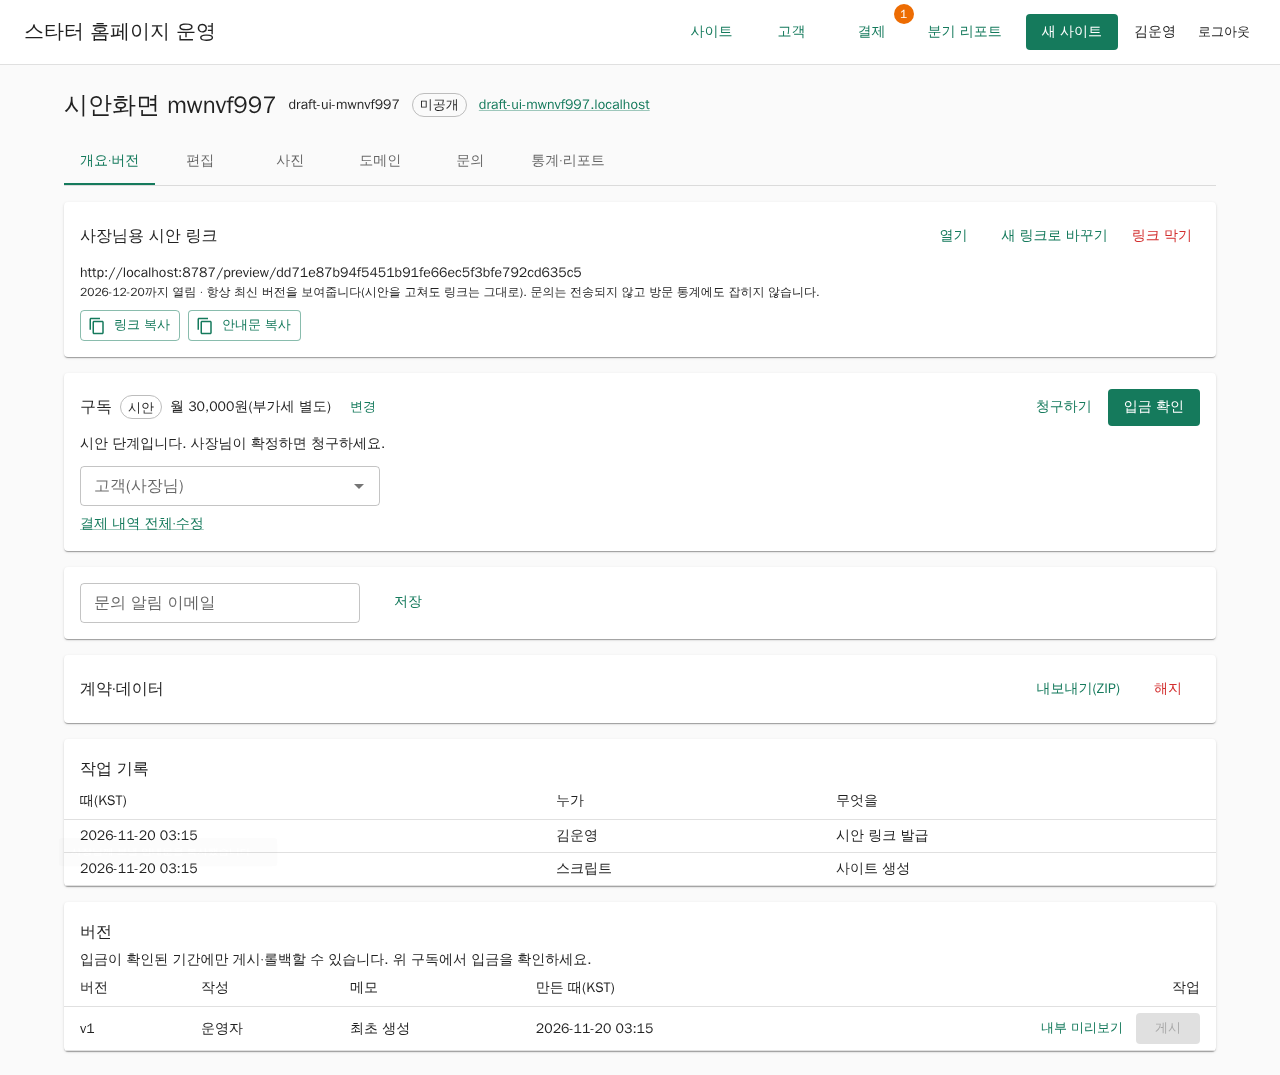 스타터 홈페이지 운영
사이트 고객 결제 1 분기 리포트 새 사이트 김운영 로그아웃
시안화면 mwnvf997 draft-ui-mwnvf997 미공개 draft-ui-mwnvf997.localhost
개요·버전 편집 사진 도메인 문의 통계·리포트
사장님용 시안 링크 열기 새 링크로 바꾸기 링크 막기
http://localhost:8787/preview/dd71e87b94f5451b91fe66ec5f3bfe792cd635c5
2026-12-20까지 열림 · 항상 최신 버전을 보여줍니다(시안을 고쳐도 링크는 그대로). 문의는 전송되지 않고 방문 통계에도 잡히지 않습니다.
링크 복사 안내문 복사
구독 시안 월 30,000원(부가세 별도) 변경 청구하기 입금 확인
시안 단계입니다. 사장님이 확정하면 청구하세요.
고객(사장님)
결제 내역 전체·수정
문의 알림 이메일 저장
계약·데이터 내보내기(ZIP) 해지
작업 기록
때(KST) 누가 무엇을
2026-11-20 03:15 김운영 시안 링크 발급
2026-11-20 03:15 스크립트 사이트 생성
버전
입금이 확인된 기간에만 게시·롤백할 수 있습니다. 위 구독에서 입금을 확인하세요.
버전 작성 메모 만든 때(KST) 작업
v1 운영자 최초 생성 2026-11-20 03:15 내부 미리보기 게시